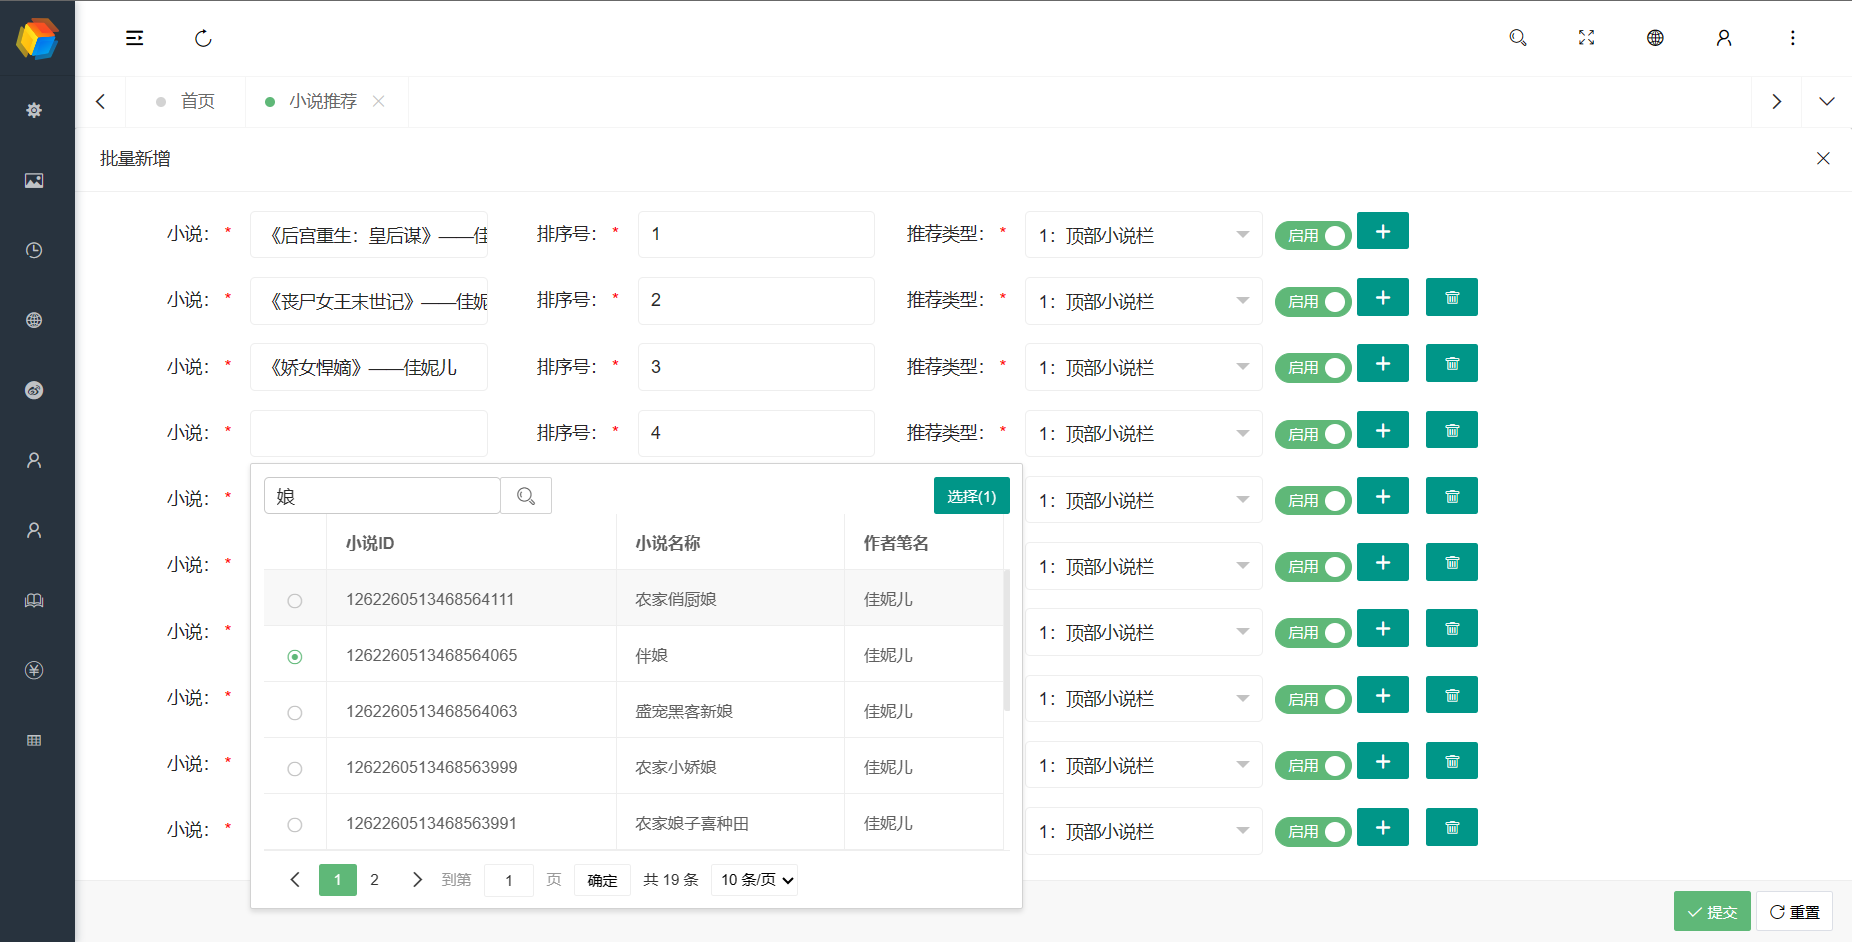 首页
小说推荐
批量新增
小说： * 《后宫重生：皇后谋》——佳 排序号： * 1 推荐类型： * 1：顶部小说栏 启用
小说： * 《丧尸女王末世记》——佳妮 排序号： * 2 推荐类型： * 1：顶部小说栏 启用
小说： * 《娇女悍嫡》——佳妮儿 排序号： * 3 推荐类型： * 1：顶部小说栏 启用
小说： * 排序号： * 4 推荐类型： * 1：顶部小说栏 启用
小说： * 1：顶部小说栏 启用
小说： * 1：顶部小说栏 启用
小说： * 1：顶部小说栏 启用
小说： * 1：顶部小说栏 启用
小说： * 1：顶部小说栏 启用
小说： * 1：顶部小说栏 启用
娘 选择(1)
小说ID 小说名称 作者笔名
1262260513468564111 农家俏厨娘 佳妮儿
1262260513468564065 伴娘 佳妮儿
1262260513468564063 盛宠黑客新娘 佳妮儿
1262260513468563999 农家小娇娘 佳妮儿
1262260513468563991 农家娘子喜种田 佳妮儿
1 2 到第 1 页 确定 共 19 条 10 条/页
提交 重置